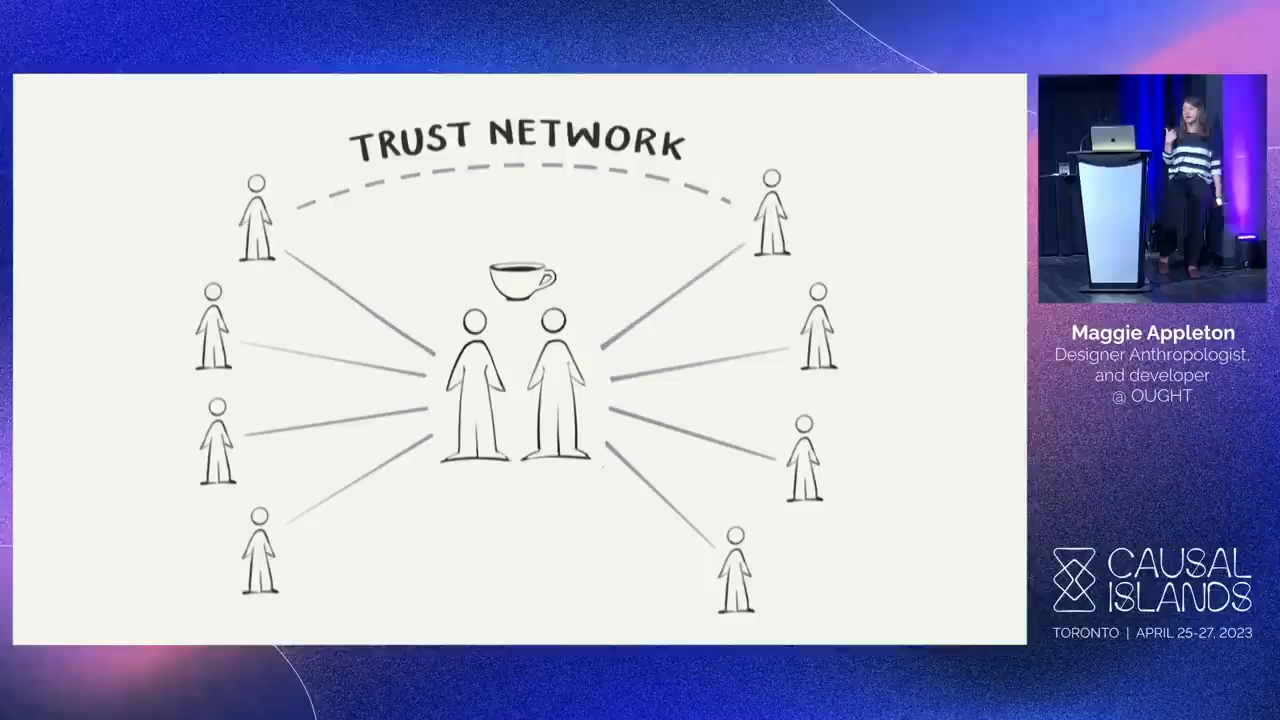 TRUST NETWORK
Maggie Appleton
Designer Anthropologist,
and developer
@ OUGHT
CAUSAL
ISLANDS
TORONTO | APRIL 25-27, 2023